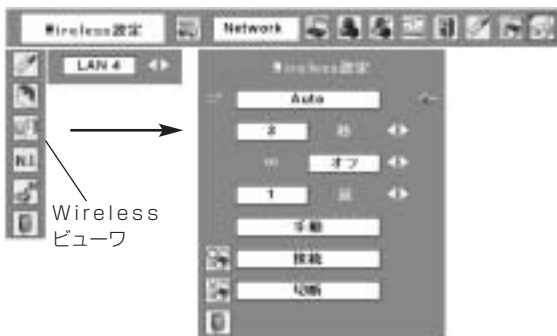 Wireless設定 Network
LAN 4
Wireless設定
Auto
3 秒
オフ
1
手動
接続
切断
Wireless
ビューワ